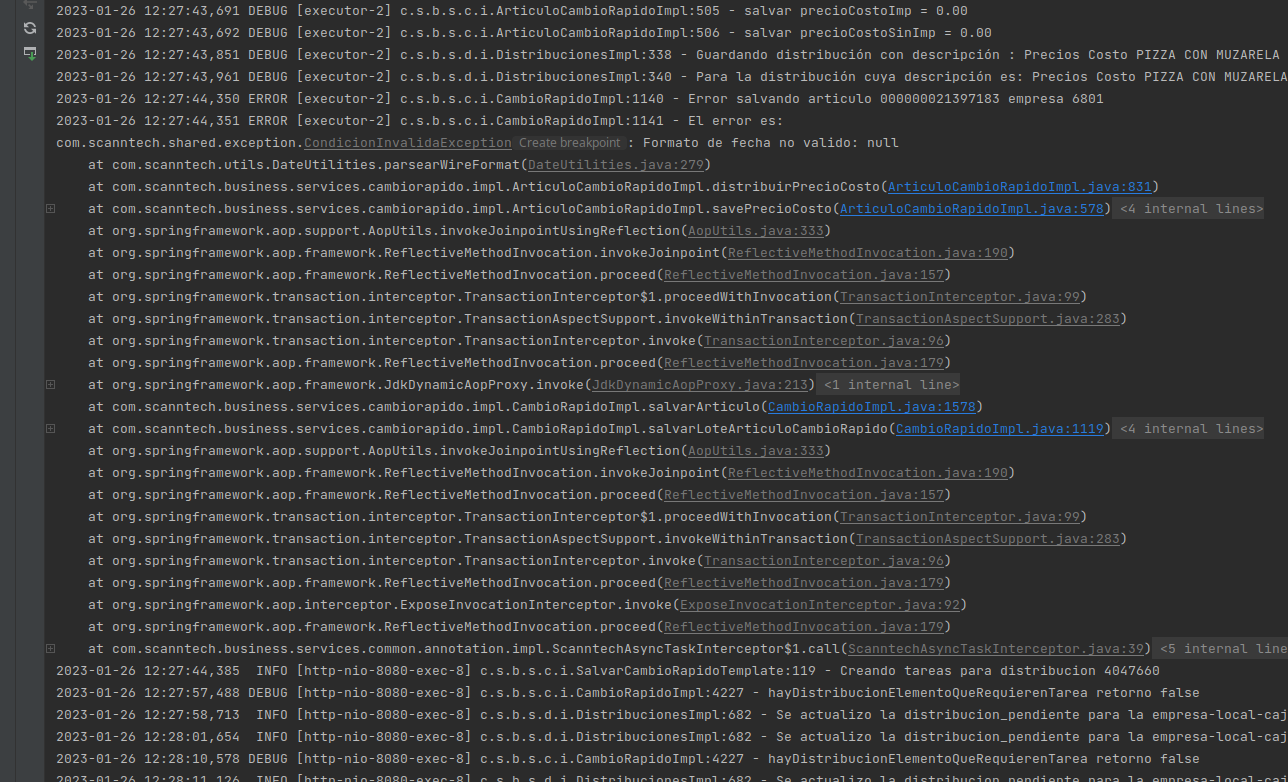 2023-01-26 12:27:43,691 DEBUG [executor-2] c.s.b.s.c.i.ArticuloCambioRapidoImpl:505 - salvar precioCostoImp = 0.00
2023-01-26 12:27:43,692 DEBUG [executor-2] c.s.b.s.c.i.ArticuloCambioRapidoImpl:506 - salvar precioCostoSinImp = 0.00
2023-01-26 12:27:43,851 DEBUG [executor-2] c.s.b.s.d.i.DistribucionesImpl:338 - Guardando distribución con descripción : Precios Costo PIZZA CON MUZARELA
2023-01-26 12:27:43,961 DEBUG [executor-2] c.s.b.s.d.i.DistribucionesImpl:340 - Para la distribución cuya descripción es: Precios Costo PIZZA CON MUZARELA
2023-01-26 12:27:44,350 ERROR [executor-2] c.s.b.s.c.i.CambioRapidoImpl:1140 - Error salvando articulo 000000021397183 empresa 6801
2023-01-26 12:27:44,351 ERROR [executor-2] c.s.b.s.c.i.CambioRapidoImpl:1141 - El error es:
com.scanntech.shared.exception.CondicionInvalidaException Create breakpoint : Formato de fecha no valido: null
at com.scanntech.utils.DateUtilities.parsearWireFormat(DateUtilities.java:279)
at com.scanntech.business.services.cambiorapido.impl.ArticuloCambioRapidoImpl.distribuirPrecioCosto(ArticuloCambioRapidoImpl.java:831)
at com.scanntech.business.services.cambiorapido.impl.ArticuloCambioRapidoImpl.savePrecioCosto(ArticuloCambioRapidoImpl.java:578) <4 internal lines>
at org.springframework.aop.support.AopUtils.invokeJoinpointUsingReflection(AopUtils.java:333)
at org.springframework.aop.framework.ReflectiveMethodInvocation.invokeJoinpoint(ReflectiveMethodInvocation.java:190)
at org.springframework.aop.framework.ReflectiveMethodInvocation.proceed(ReflectiveMethodInvocation.java:157)
at org.springframework.transaction.interceptor.TransactionInterceptor$1.proceedWithInvocation(TransactionInterceptor.java:99)
at org.springframework.transaction.interceptor.TransactionAspectSupport.invokeWithinTransaction(TransactionAspectSupport.java:283)
at org.springframework.transaction.interceptor.TransactionInterceptor.invoke(TransactionInterceptor.java:96)
at org.springframework.aop.framework.ReflectiveMethodInvocation.proceed(ReflectiveMethodInvocation.java:179)
at org.springframework.aop.framework.JdkDynamicAopProxy.invoke(JdkDynamicAopProxy.java:213) <1 internal line>
at com.scanntech.business.services.cambiorapido.impl.CambioRapidoImpl.salvarArticulo(CambioRapidoImpl.java:1578)
at com.scanntech.business.services.cambiorapido.impl.CambioRapidoImpl.salvarLoteArticuloCambioRapido(CambioRapidoImpl.java:1119) <4 internal lines>
at org.springframework.aop.support.AopUtils.invokeJoinpointUsingReflection(AopUtils.java:333)
at org.springframework.aop.framework.ReflectiveMethodInvocation.invokeJoinpoint(ReflectiveMethodInvocation.java:190)
at org.springframework.aop.framework.ReflectiveMethodInvocation.proceed(ReflectiveMethodInvocation.java:157)
at org.springframework.transaction.interceptor.TransactionInterceptor$1.proceedWithInvocation(TransactionInterceptor.java:99)
at org.springframework.transaction.interceptor.TransactionAspectSupport.invokeWithinTransaction(TransactionAspectSupport.java:283)
at org.springframework.transaction.interceptor.TransactionInterceptor.invoke(TransactionInterceptor.java:96)
at org.springframework.aop.framework.ReflectiveMethodInvocation.proceed(ReflectiveMethodInvocation.java:179)
at org.springframework.aop.interceptor.ExposeInvocationInterceptor.invoke(ExposeInvocationInterceptor.java:92)
at org.springframework.aop.framework.ReflectiveMethodInvocation.proceed(ReflectiveMethodInvocation.java:179)
at com.scanntech.business.services.common.annotation.impl.ScanntechAsyncTaskInterceptor$1.call(ScanntechAsyncTaskInterceptor.java:39) <5 internal line
2023-01-26 12:27:44,385  INFO [http-nio-8080-exec-8] c.s.b.s.c.i.SalvarCambioRapidoTemplate:119 - Creando tareas para distribucion 4047660
2023-01-26 12:27:57,488 DEBUG [http-nio-8080-exec-8] c.s.b.s.c.i.CambioRapidoImpl:4227 - hayDistribucionElementoQueRequierenTarea retorno false
2023-01-26 12:27:58,713  INFO [http-nio-8080-exec-8] c.s.b.s.d.i.DistribucionesImpl:682 - Se actualizo la distribucion_pendiente para la empresa-local-caj
2023-01-26 12:28:01,654  INFO [http-nio-8080-exec-8] c.s.b.s.d.i.DistribucionesImpl:682 - Se actualizo la distribucion_pendiente para la empresa-local-caj
2023-01-26 12:28:10,578 DEBUG [http-nio-8080-exec-8] c.s.b.s.c.i.CambioRapidoImpl:4227 - hayDistribucionElementoQueRequierenTarea retorno false
2023-01-26 12:28:11,126  INFO [http-nio-8080-exec-8] c.s.b.s.d.i.DistribucionesImpl:682 - Se actualizo la distribucion_pendiente para la empresa-local-caj